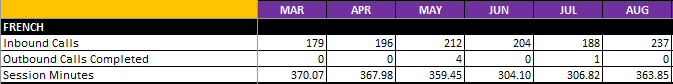 MAR APR MAY JUN JUL AUG
FRENCH
Inbound Calls 179 196 212 204 188 237
Outbound Calls Completed 0 0 4 0 1 0
Session Minutes 370.07 367.98 359.45 304.10 306.82 363.85